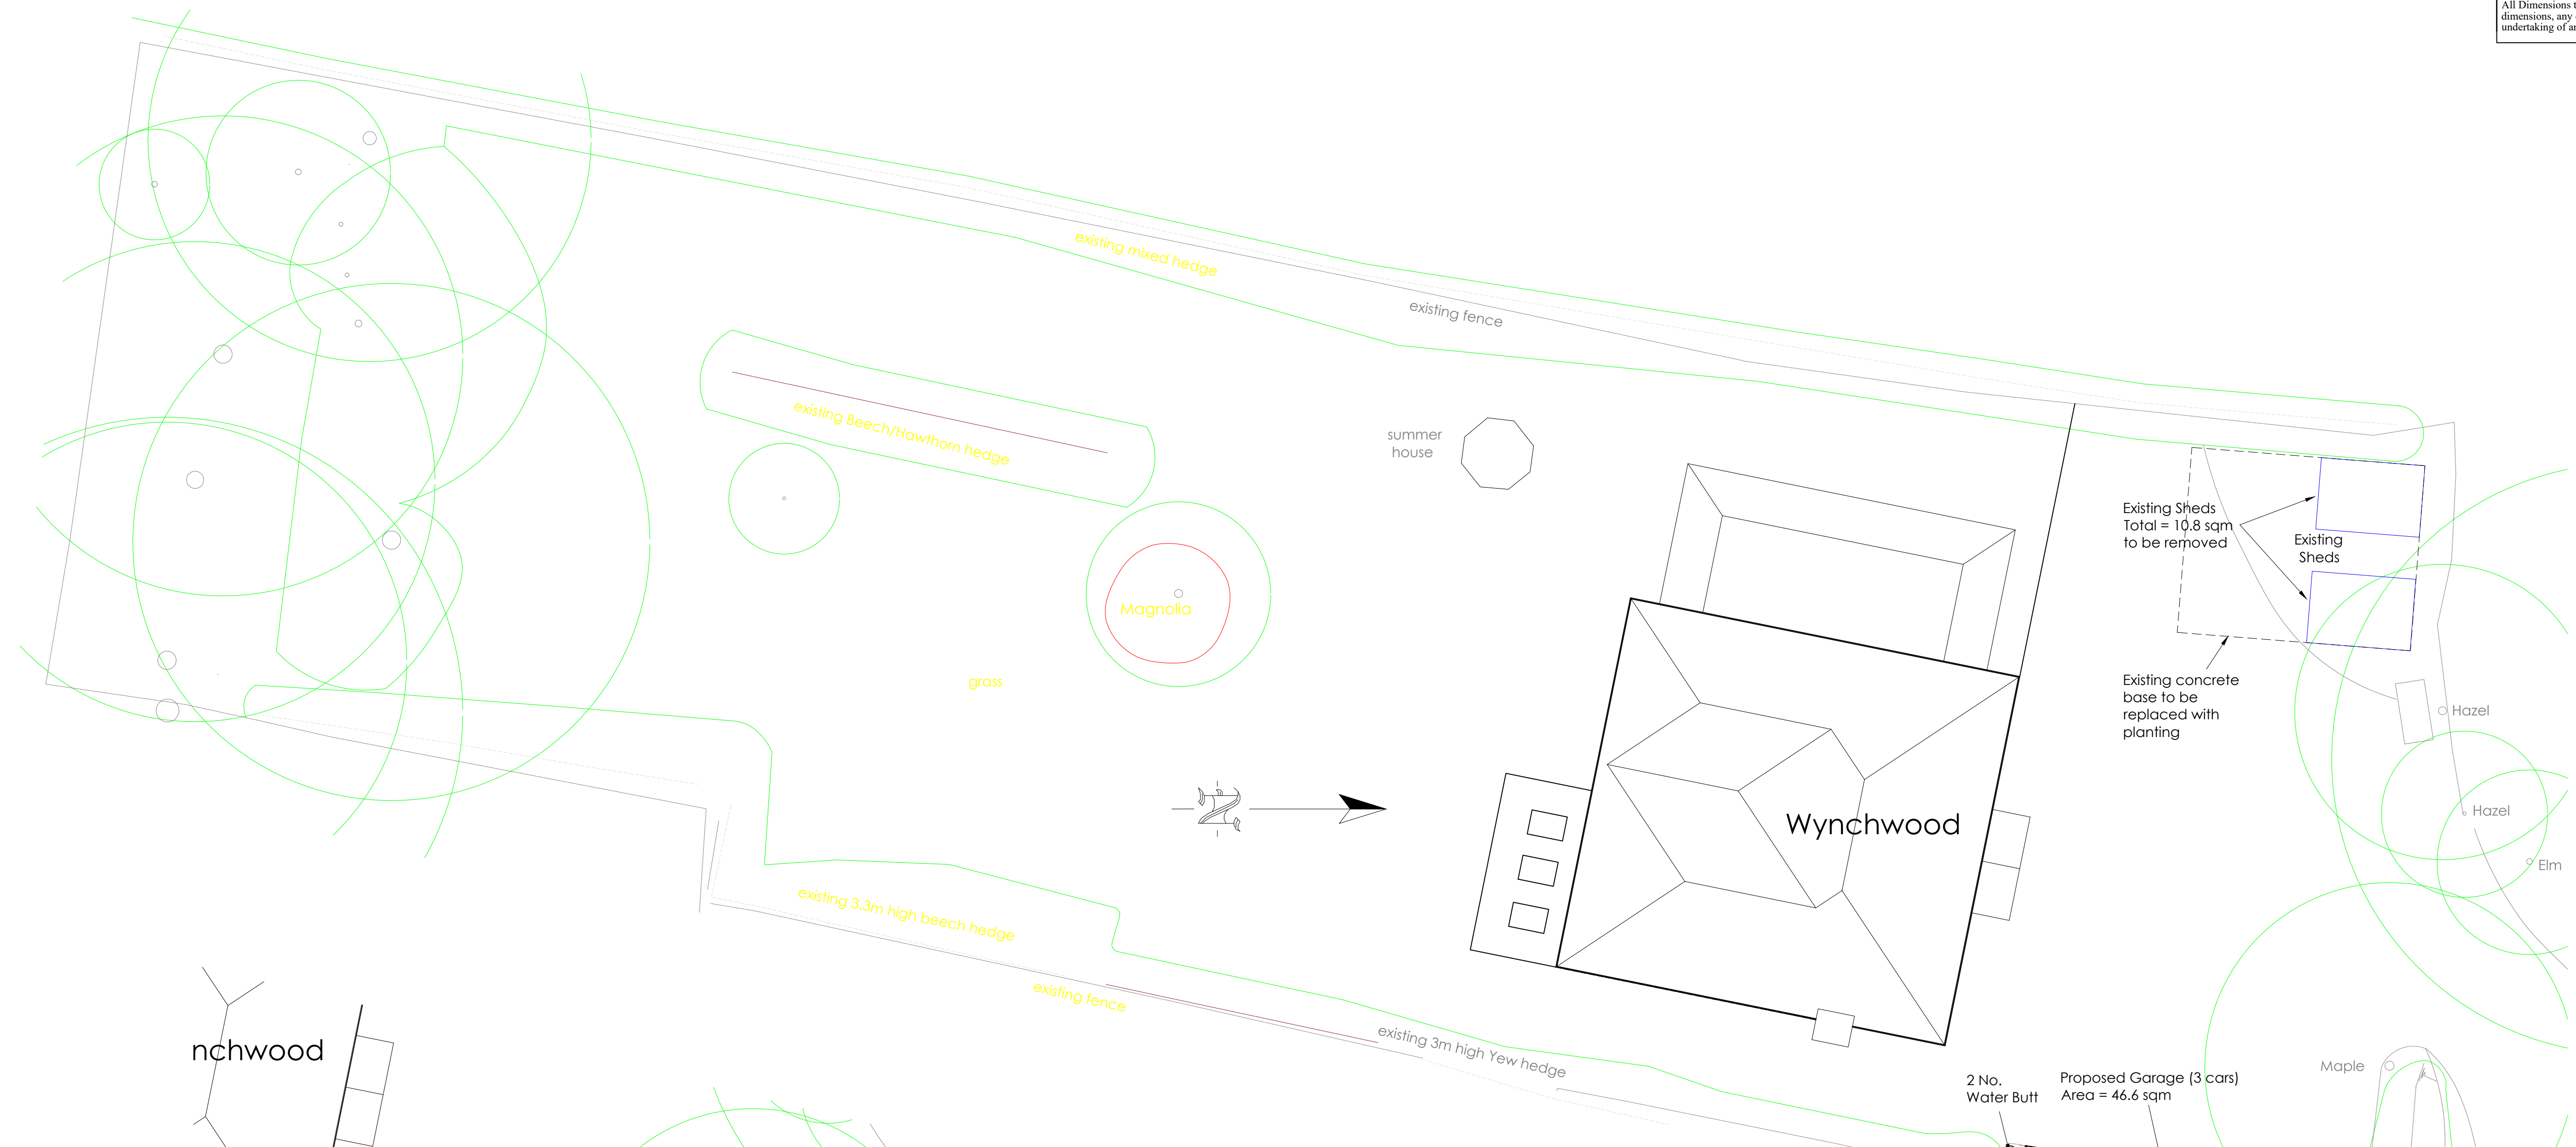 All Dimensions t
dimensions, any
undertaking of a
existing mixed hedge
existing fence
existing Beech/Hawthorn hedge
summer
house
Existing Sheds
Total = 10.8 sqm
to be removed
Existing
Sheds
Magnolia
grass
Existing concrete
base to be
replaced with
planting
Hazel
N
Wynchwood
Hazel
Elm
existing 3.3m high beech hedge
existing fence
existing 3m high Yew hedge
nchwood
Maple
2 No.
Water Butt
Proposed Garage (3 cars)
Area = 46.6 sqm